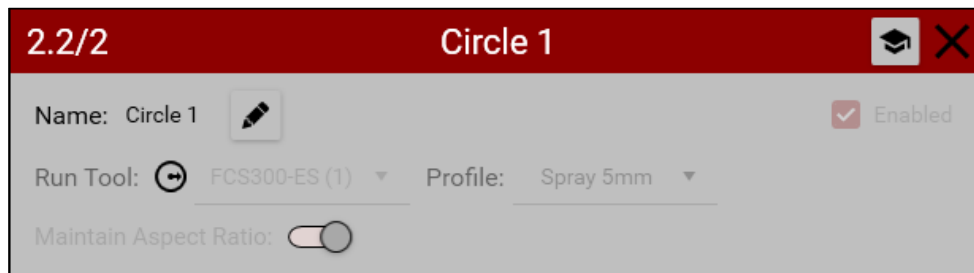 2.2/2 Circle 1
Name: Circle 1 Enabled
Run Tool: FCS300-ES (1) Profile: Spray 5mm
Maintain Aspect Ratio: